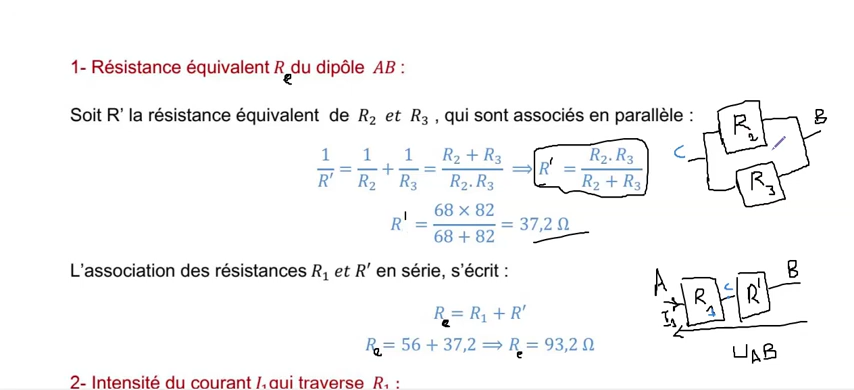 1- Résistance équivalent Re du dipôle AB :
Soit R' la résistance équivalent de R₂ et R₃ , qui sont associés en parallèle :
1/R' = 1/R₂ + 1/R₃ = (R₂ + R₃)/(R₂. R₃) ⟹ R' = (R₂. R₃)/(R₂ + R₃)
R' = (68 × 82)/(68 + 82) = 37,2 Ω
C R₂ R₃ B
L'association des résistances R₁ et R' en série, s'écrit :
Re = R₁ + R'
Re = 56 + 37,2 ⟹ Re = 93,2 Ω
A I₁ R₁ C R' B
UAB
2- Intensité du courant I₁ qui traverse R₁ :